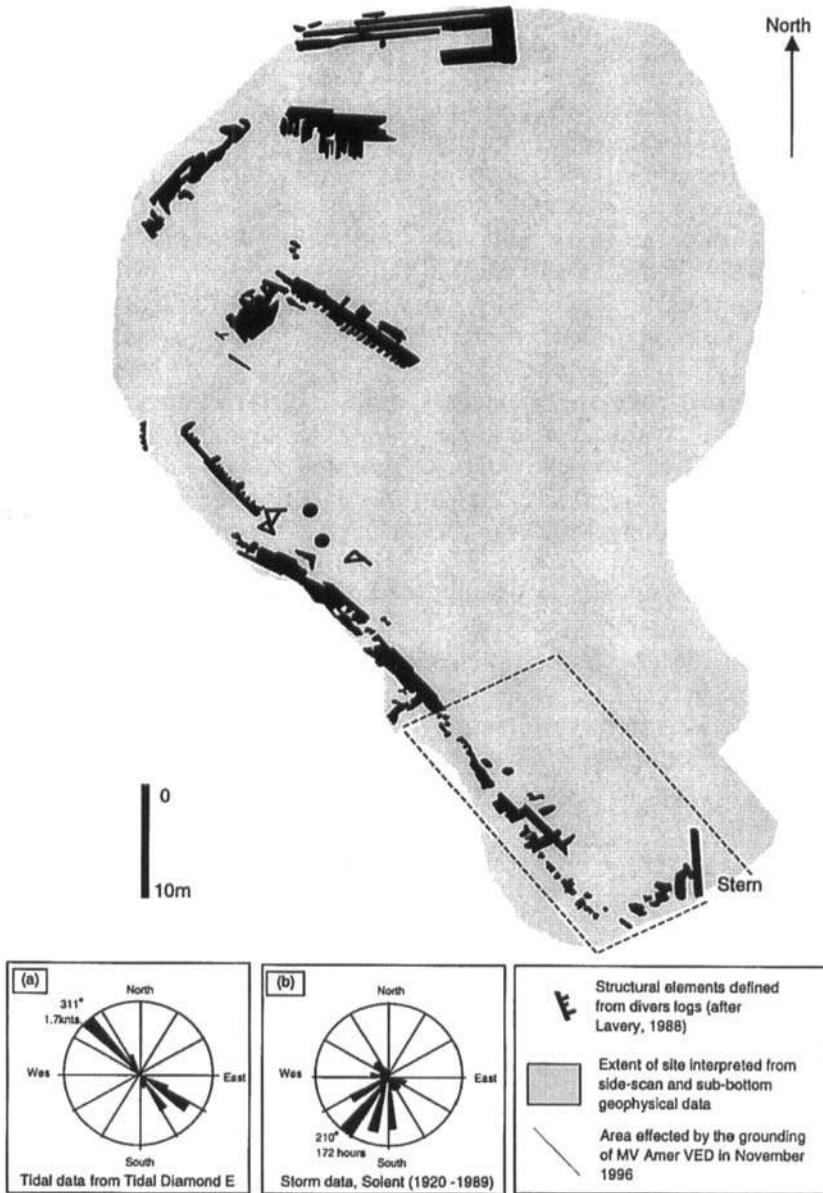 North
0
10m
Stern
(a)
North
311°
1.7knts.
Wes
East
South
Tidal data from Tidal Diamond E
(b)
North
Wes
East
210°
172 hours
South
Storm data, Solent (1920 -1989)
Structural elements defined
from divers logs (after
Lavery, 1988)
Extent of site interpreted from
side-scan and sub-bottom
geophysical data
Area effected by the grounding
of MV Amer VED in November
1996